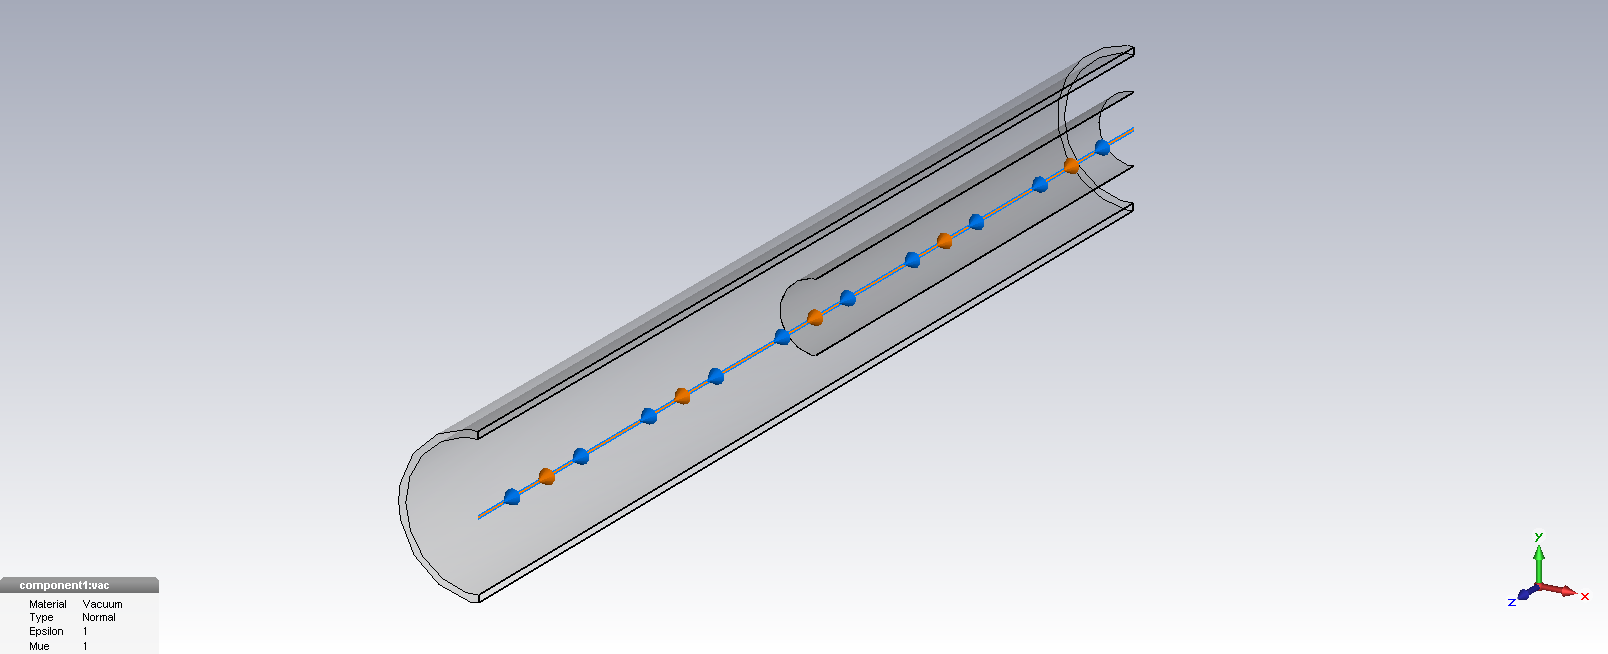 y
x
z
component1:vac
Material Vacuum
Type Normal
Epsilon 1
Mue 1